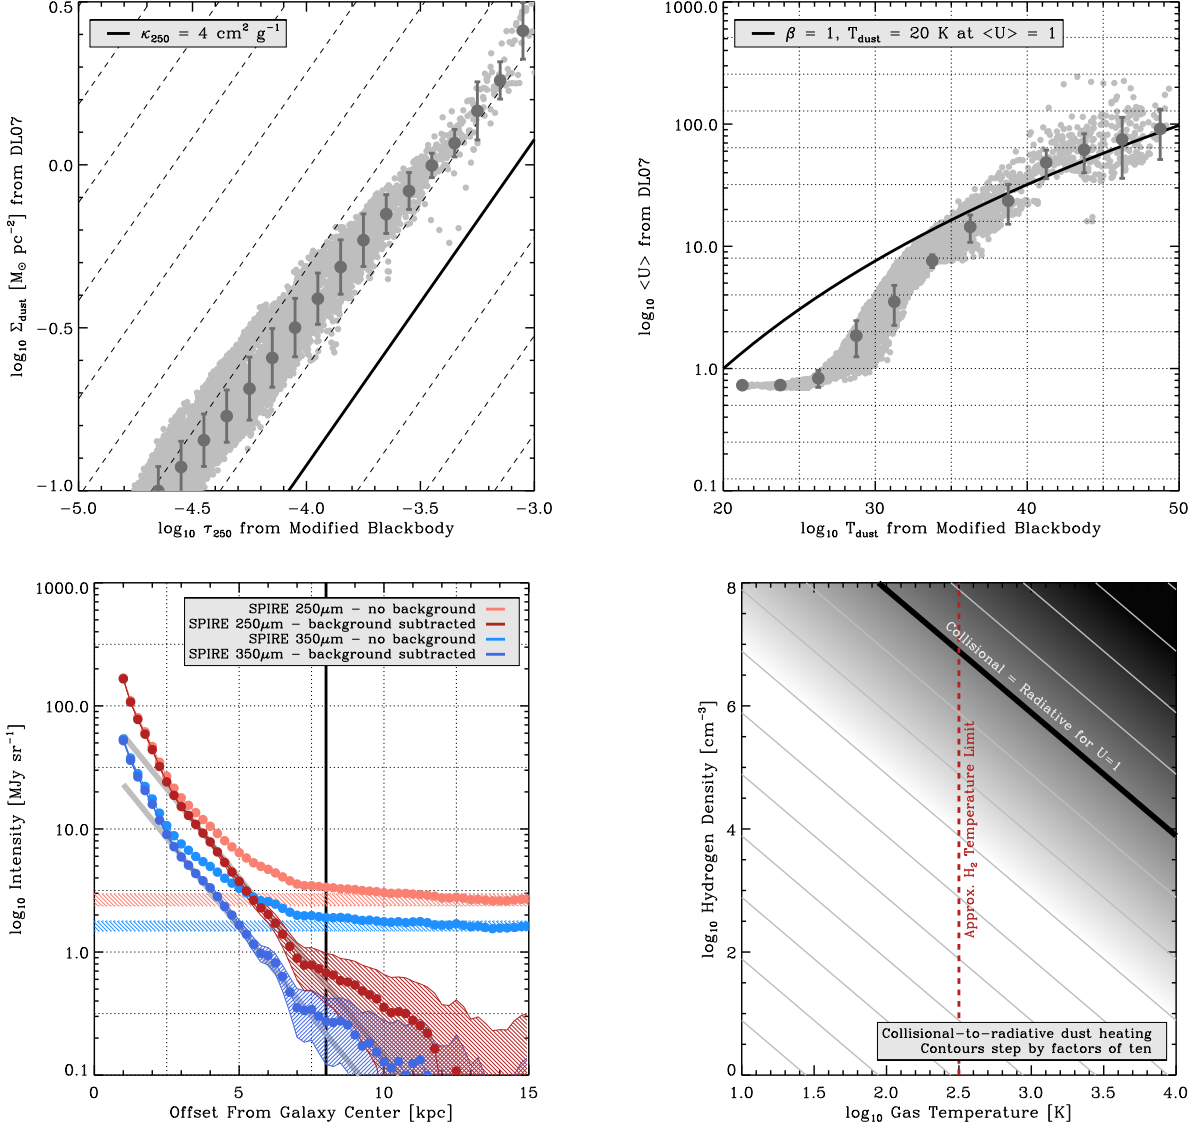 κ₂₅₀ = 4 cm² g⁻¹
log₁₀ Σdust [M⊙ pc⁻²] from DL07
0.5
0.0
−0.5
−1.0
−5.0 −4.5 −4.0 −3.5 −3.0
log₁₀ τ₂₅₀ from Modified Blackbody
β = 1, Tdust = 20 K at <U> = 1
log₁₀ <U> from DL07
1000.0
100.0
10.0
1.0
0.1
20 30 40 50
log₁₀ Tdust from Modified Blackbody
SPIRE 250μm − no background
SPIRE 250μm − background subtracted
SPIRE 350μm − no background
SPIRE 350μm − background subtracted
log₁₀ Intensity [MJy sr⁻¹]
1000.0
100.0
10.0
1.0
0.1
0 5 10 15
Offset From Galaxy Center [kpc]
Collisional = Radiative for U=1
Approx. H₂ Temperature Limit
log₁₀ Hydrogen Density [cm⁻³]
8
6
4
2
0
Collisional−to−radiative dust heating
Contours step by factors of ten
1.0 1.5 2.0 2.5 3.0 3.5 4.0
log₁₀ Gas Temperature [K]